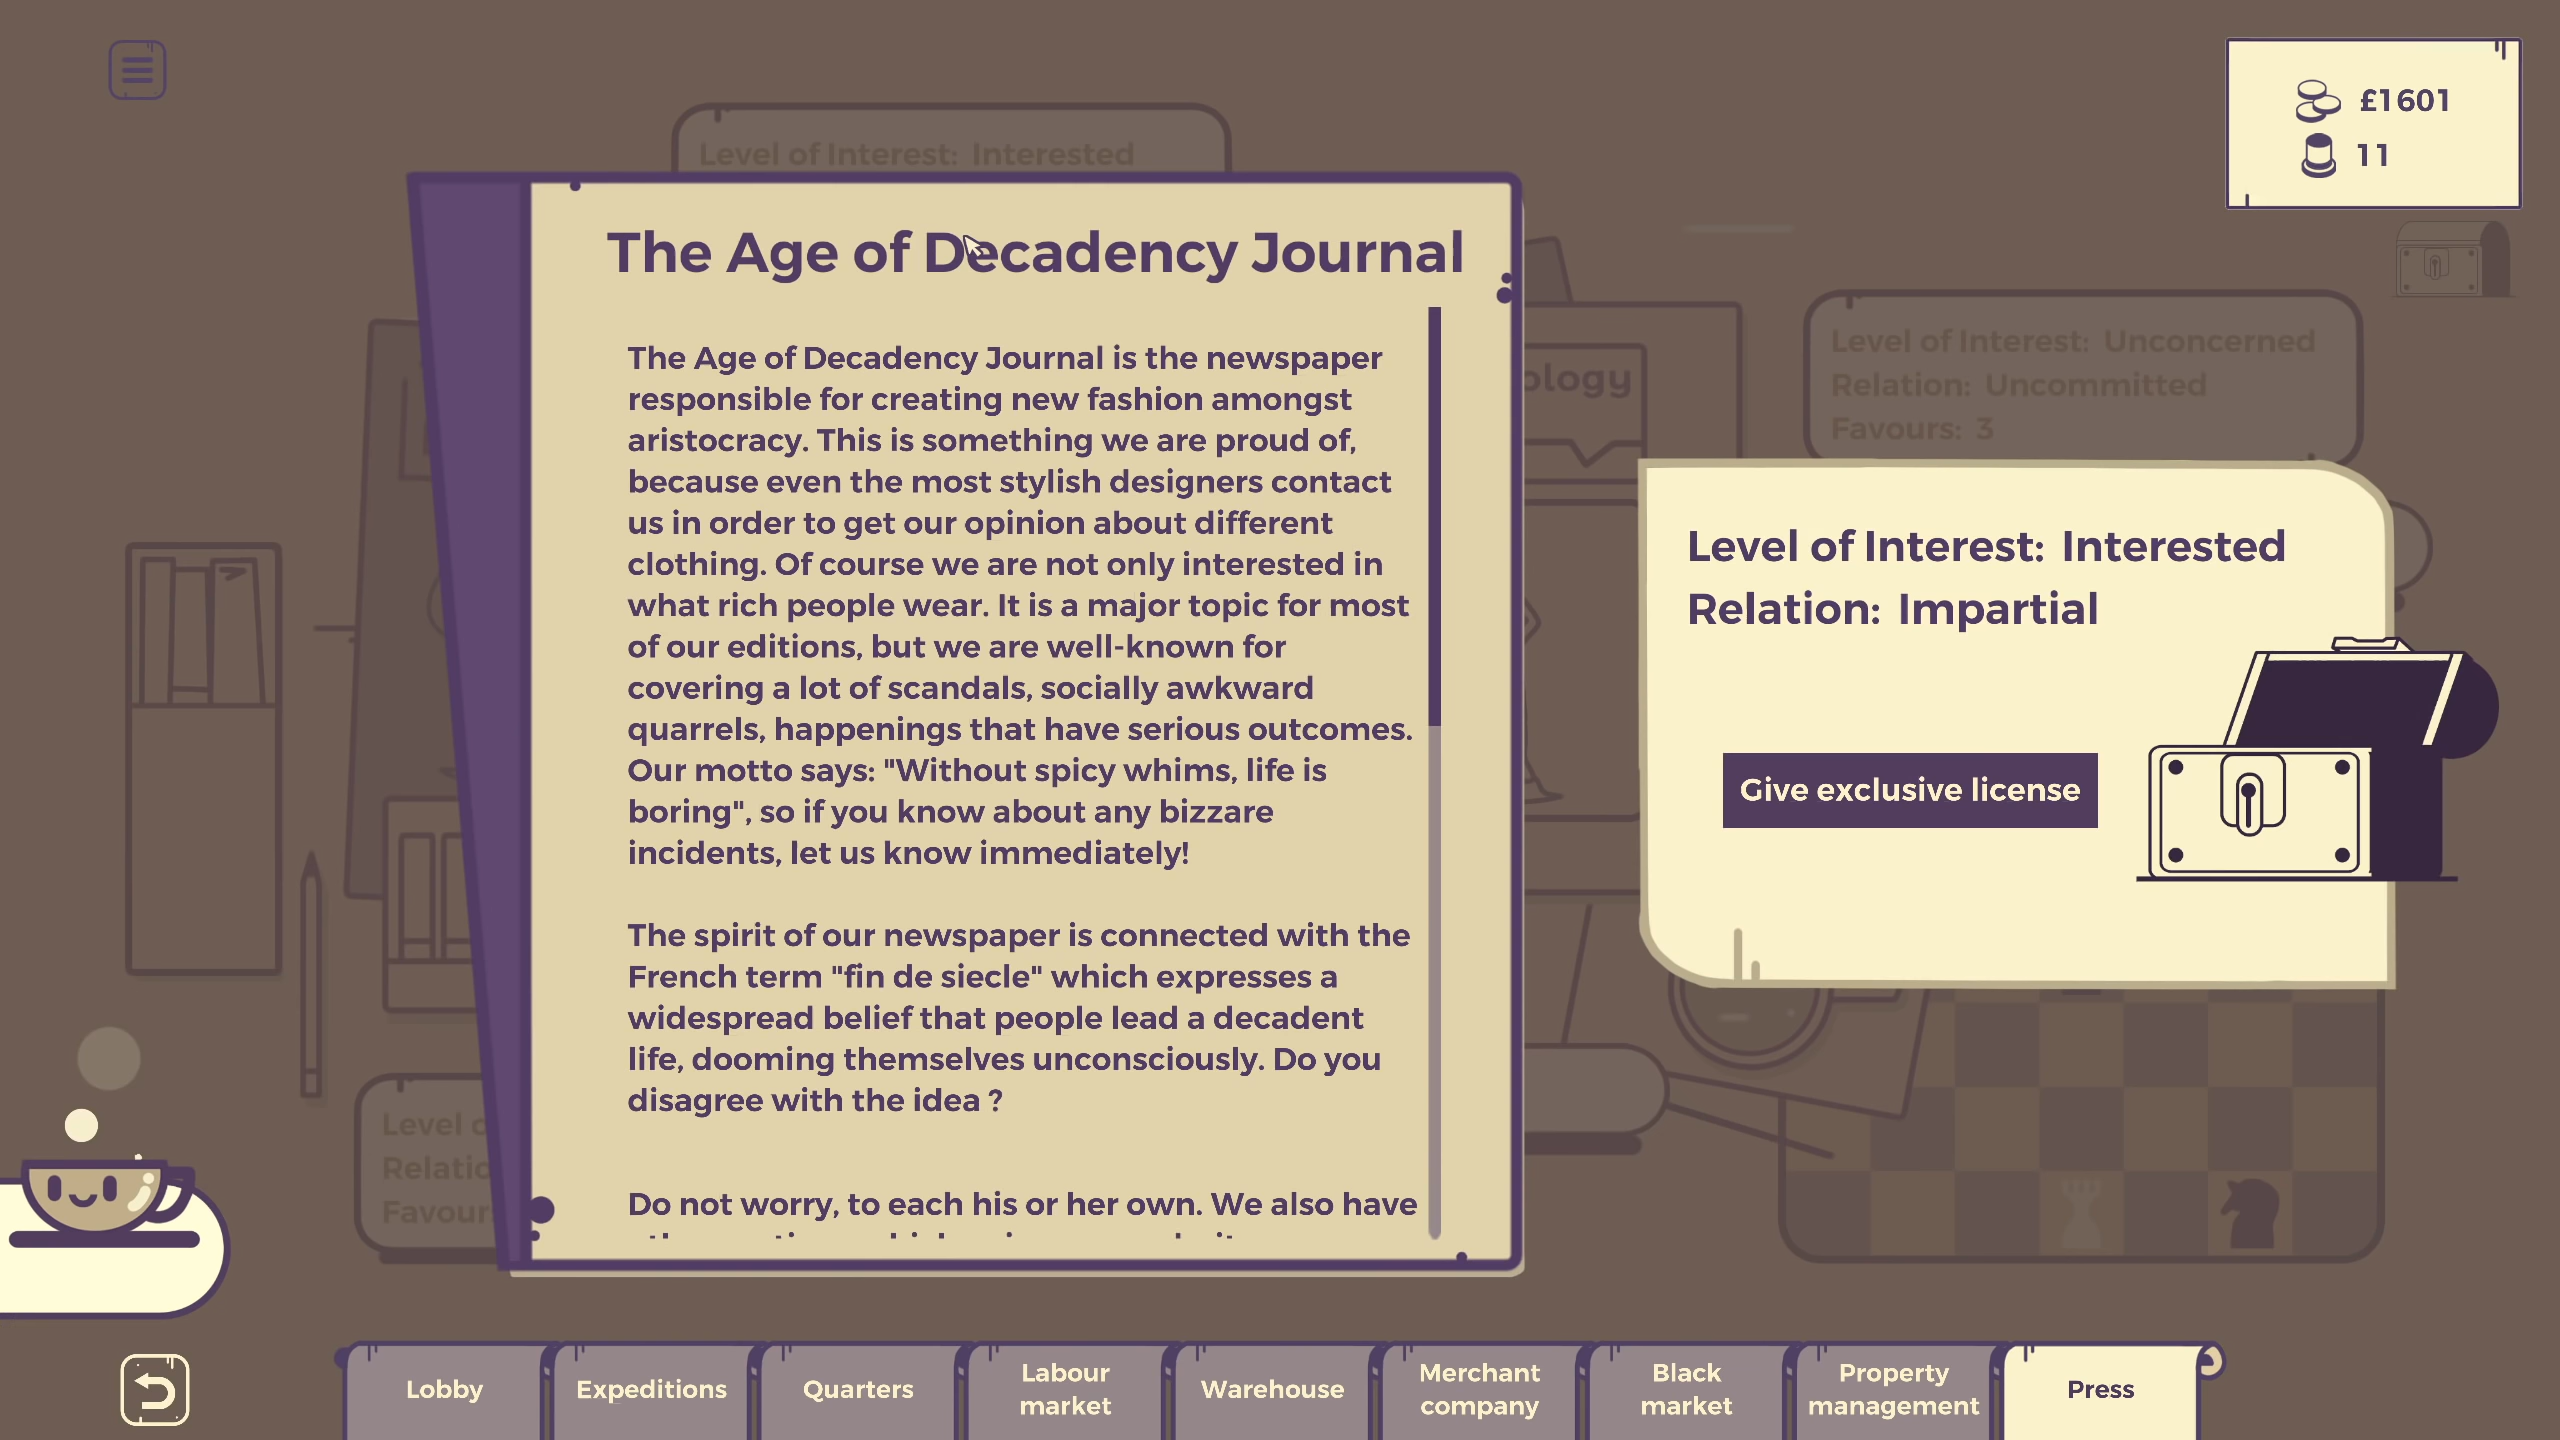 £1601
11
Level of Interest: Interested
The Age of Decadency Journal
The Age of Decadency Journal is the newspaper
responsible for creating new fashion amongst
aristocracy. This is something we are proud of,
because even the most stylish designers contact
us in order to get our opinion about different
clothing. Of course we are not only interested in
what rich people wear. It is a major topic for most
of our editions, but we are well-known for
covering a lot of scandals, socially awkward
quarrels, happenings that have serious outcomes.
Our motto says: "Without spicy whims, life is
boring", so if you know about any bizzare
incidents, let us know immediately!
The spirit of our newspaper is connected with the
French term "fin de siecle" which expresses a
widespread belief that people lead a decadent
life, dooming themselves unconsciously. Do you
disagree with the idea ?
Do not worry, to each his or her own. We also have
ology
Level of Interest: Unconcerned
Relation: Uncommitted
Favours: 3
Level of Interest: Interested
Relation: Impartial
Give exclusive license
Level
Relatio
Favour
Lobby
Expeditions
Quarters
Labour
market
Warehouse
Merchant
company
Black
market
Property
management
Press